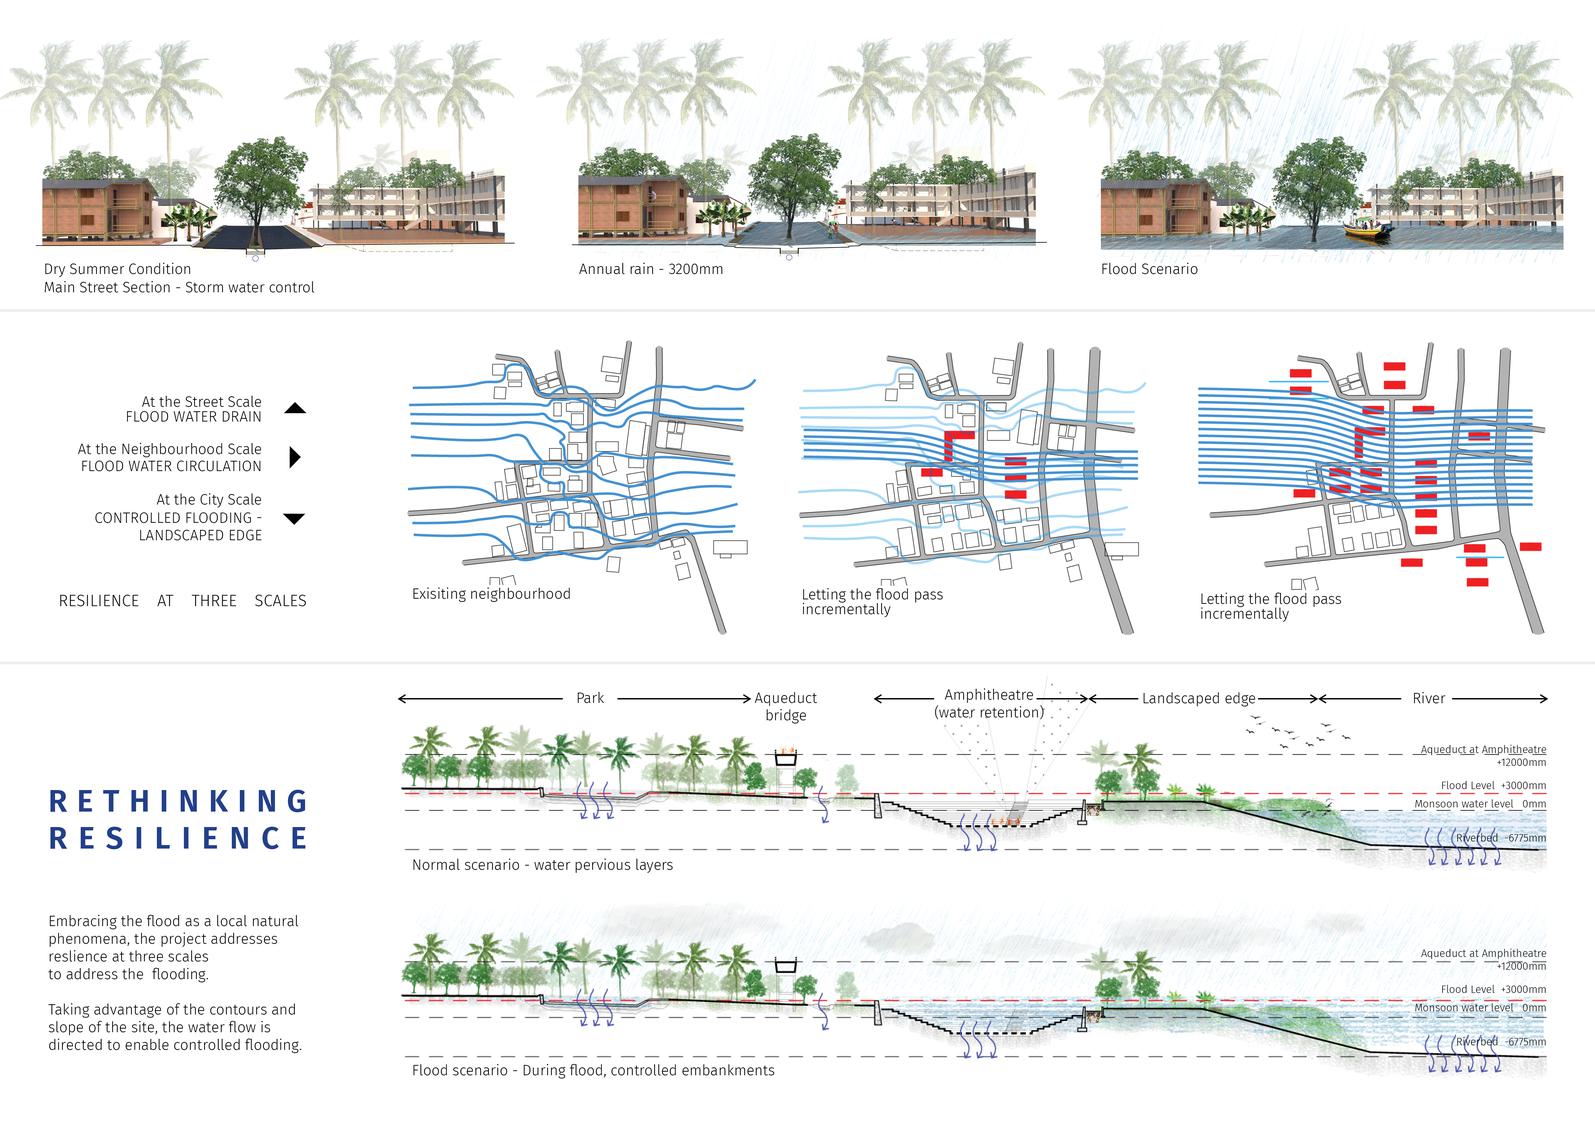 Dry Summer Condition
Main Street Section - Storm water control
Annual rain - 3200mm
Flood Scenario
At the Street Scale
FLOOD WATER DRAIN
At the Neighbourhood Scale
FLOOD WATER CIRCULATION
At the City Scale
CONTROLLED FLOODING -
LANDSCAPED EDGE
RESILIENCE AT THREE SCALES
Exisiting neighbourhood
Letting the flood pass
incrementally
Letting the flood pass
incrementally
Park
Aqueduct
bridge
Amphitheatre
(water retention)
Landscaped edge
River
Aqueduct at Amphitheatre
+12000mm
Flood Level +3000mm
Monsoon water level 0mm
Riverbed -6775mm
Normal scenario - water pervious layers
RETHINKING
RESILIENCE
Embracing the flood as a local natural
phenomena, the project addresses
reslience at three scales
to address the flooding.
Taking advantage of the contours and
slope of the site, the water flow is
directed to enable controlled flooding.
Aqueduct at Amphitheatre
+12000mm
Flood Level +3000mm
Monsoon water level 0mm
Riverbed -6775mm
Flood scenario - During flood, controlled embankments